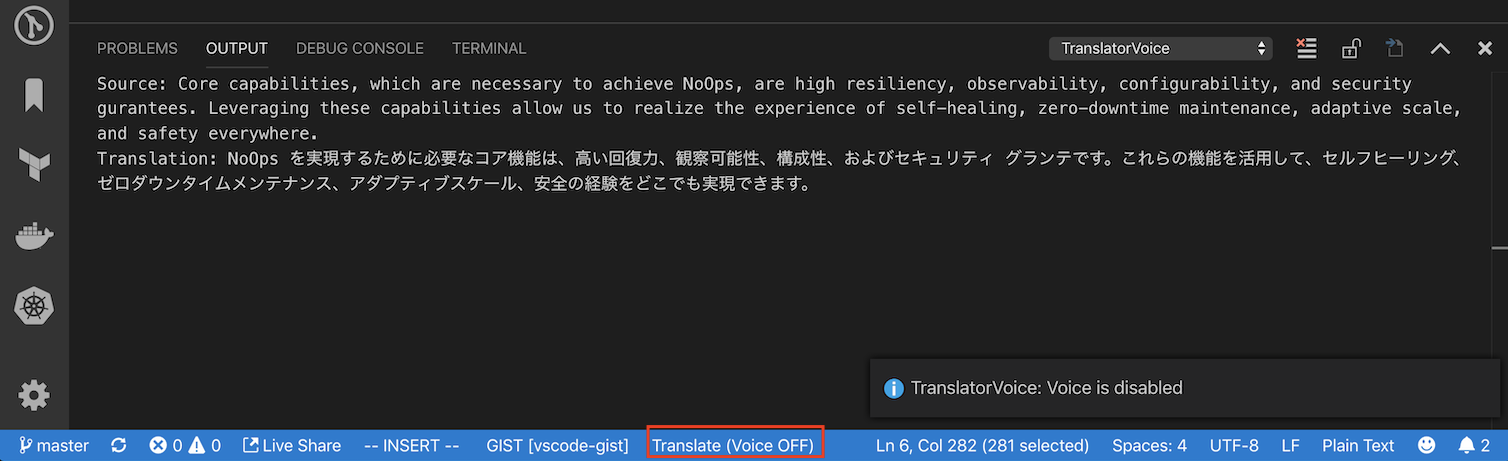 PROBLEMS OUTPUT DEBUG CONSOLE TERMINAL TranslatorVoice
Source: Core capabilities, which are necessary to achieve NoOps, are high resiliency, observability, configurability, and security
gurantees. Leveraging these capabilities allow us to realize the experience of self-healing, zero-downtime maintenance, adaptive scale,
and safety everywhere.
Translation: NoOps を実現するために必要なコア機能は、高い回復力、観察可能性、構成性、およびセキュリティ グランテです。これらの機能を活用して、セルフヒーリング、
ゼロダウンタイムメンテナンス、アダプティブスケール、安全の経験をどこでも実現できます。
TranslatorVoice: Voice is disabled
master 0 0 Live Share -- INSERT -- GIST [vscode-gist] Translate (Voice OFF) Ln 6, Col 282 (281 selected) Spaces: 4 UTF-8 LF Plain Text 2